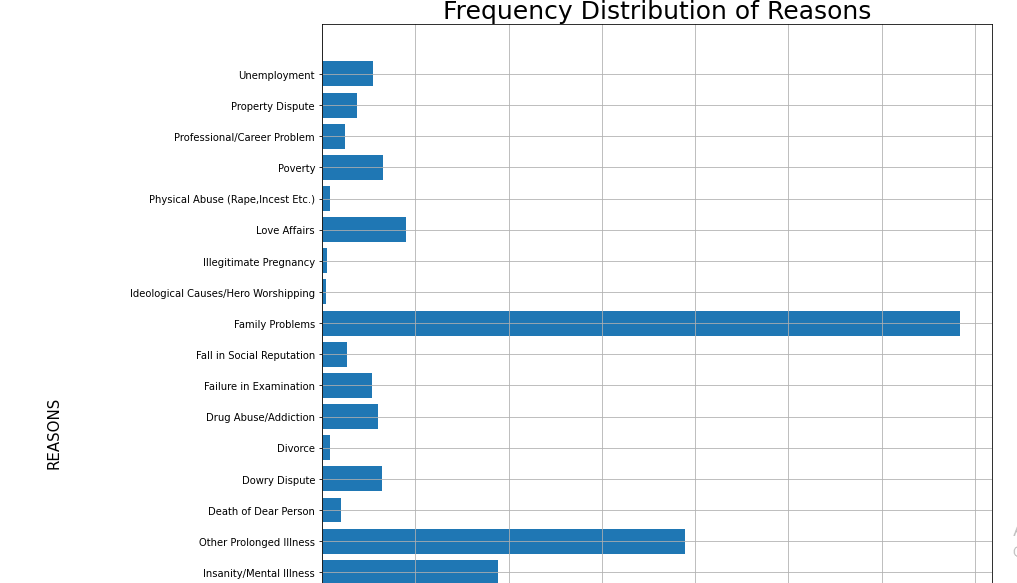 Frequency Distribution of Reasons
Unemployment
Property Dispute
Professional/Career Problem
Poverty
Physical Abuse (Rape,Incest Etc.)
Love Affairs
Illegitimate Pregnancy
Ideological Causes/Hero Worshipping
Family Problems
Fall in Social Reputation
Failure in Examination
Drug Abuse/Addiction
Divorce
Dowry Dispute
Death of Dear Person
Other Prolonged Illness
Insanity/Mental Illness
REASONS